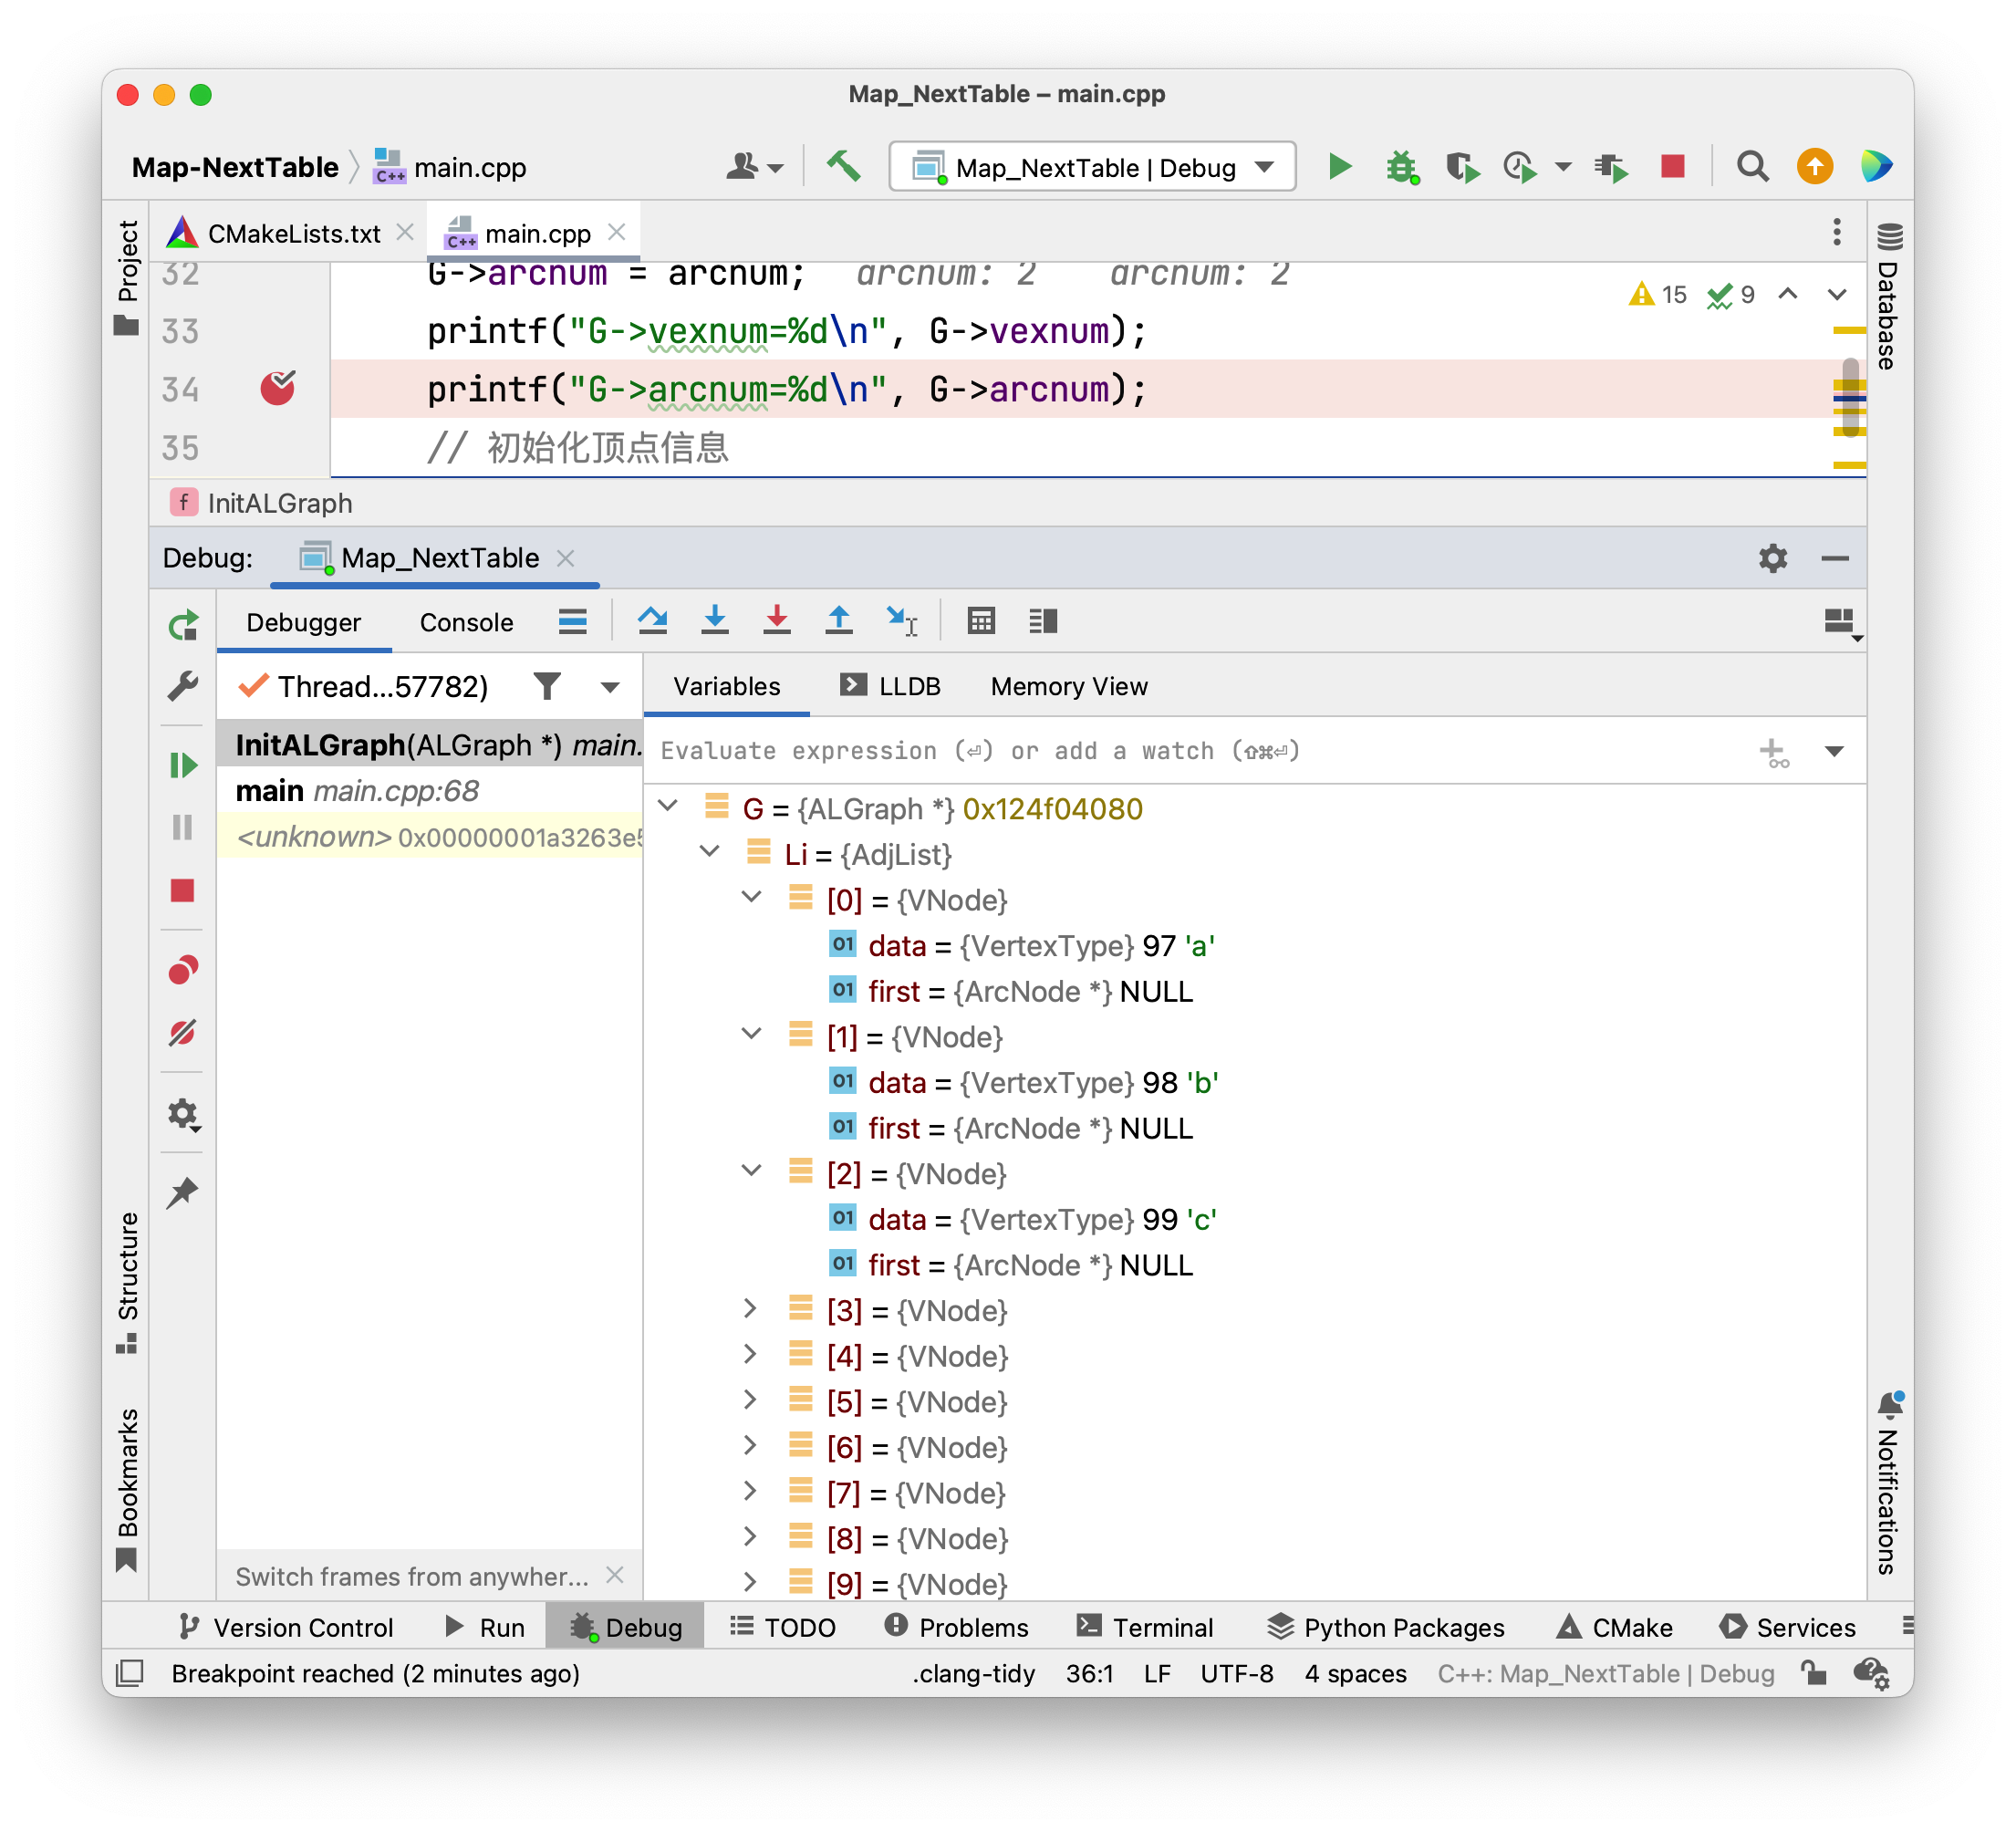 Map_NextTable – main.cpp
Map-NextTable
main.cpp
Map_NextTable | Debug
Project
CMakeLists.txt
main.cpp
Database
32 G->arcnum = arcnum; arcnum: 2 arcnum: 2
15 9
33 printf("G->vexnum=%d\n", G->vexnum);
34 printf("G->arcnum=%d\n", G->arcnum);
35 // 初始化顶点信息
f InitALGraph
Debug: Map_NextTable
Debugger Console
Thread...57782)
Variables LLDB Memory View
InitALGraph(ALGraph *) main.
main main.cpp:68
<unknown> 0x00000001a3263e5
Evaluate expression (⏎) or add a watch (⇧⌘⏎)
G = {ALGraph *} 0x124f04080
Li = {AdjList}
[0] = {VNode}
data = {VertexType} 97 'a'
first = {ArcNode *} NULL
[1] = {VNode}
data = {VertexType} 98 'b'
first = {ArcNode *} NULL
[2] = {VNode}
data = {VertexType} 99 'c'
first = {ArcNode *} NULL
[3] = {VNode}
[4] = {VNode}
[5] = {VNode}
[6] = {VNode}
[7] = {VNode}
[8] = {VNode}
[9] = {VNode}
Structure
Bookmarks
Notifications
Switch frames from anywher...
Version Control Run Debug TODO Problems Terminal Python Packages CMake Services
Breakpoint reached (2 minutes ago) .clang-tidy 36:1 LF UTF-8 4 spaces C++: Map_NextTable | Debug